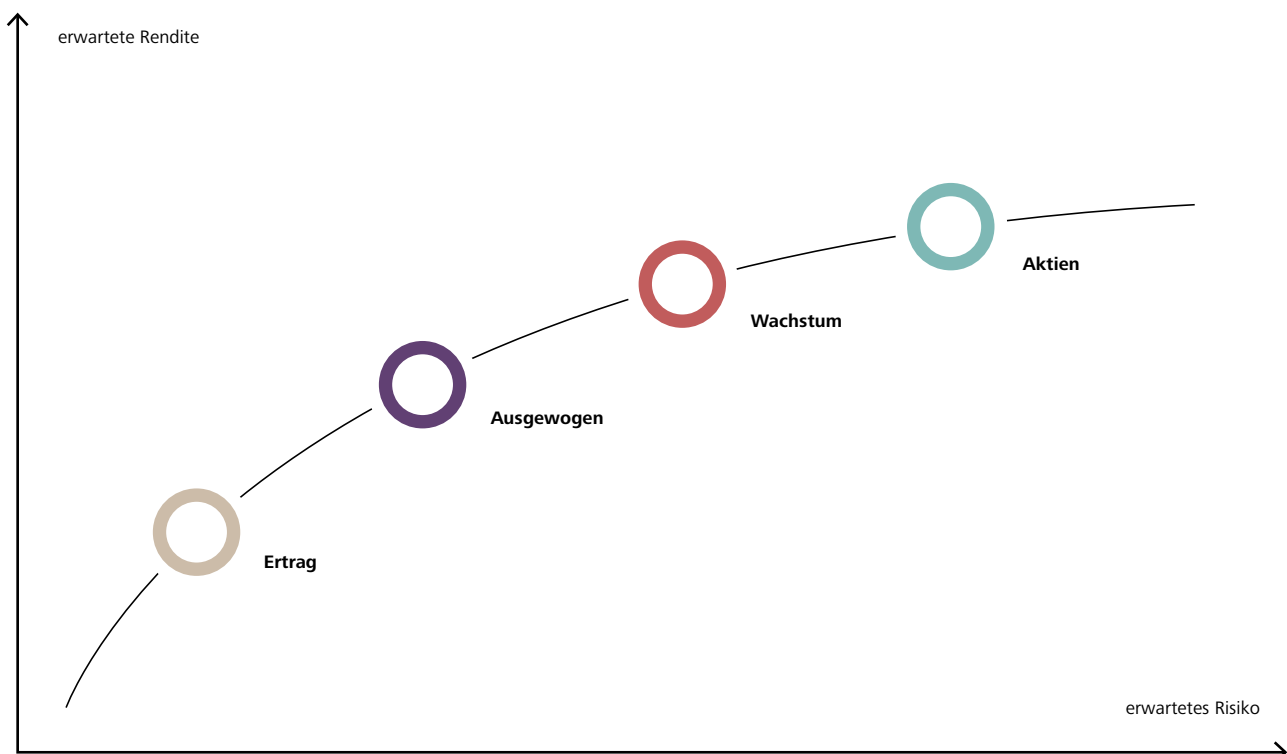 erwartete Rendite
Aktien
Wachstum
Ausgewogen
Ertrag
erwartetes Risiko